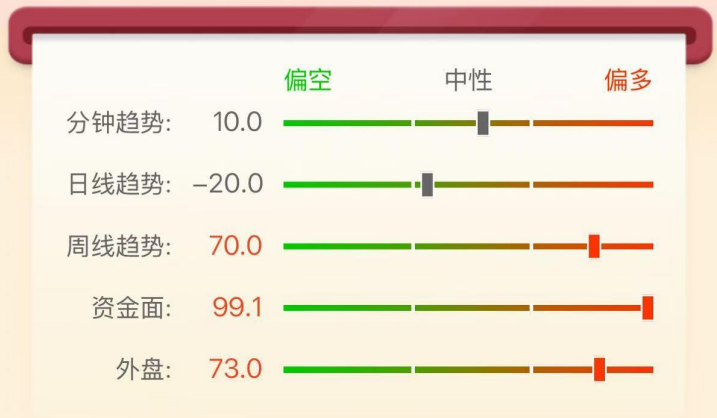 偏空 中性 偏多
分钟趋势: 10.0
日线趋势: –20.0
周线趋势: 70.0
资金面: 99.1
外盘: 73.0